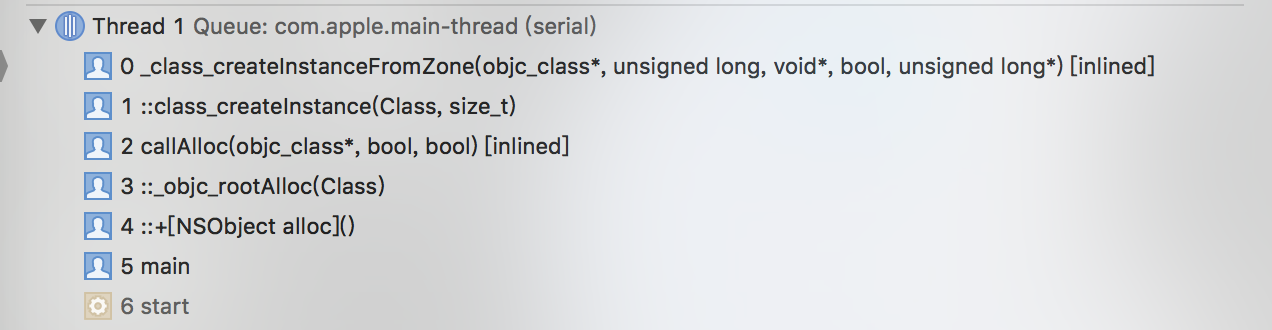 Thread 1 Queue: com.apple.main-thread (serial)
0 _class_createInstanceFromZone(objc_class*, unsigned long, void*, bool, unsigned long*) [inlined]
1 ::class_createInstance(Class, size_t)
2 callAlloc(objc_class*, bool, bool) [inlined]
3 ::_objc_rootAlloc(Class)
4 ::+[NSObject alloc]()
5 main
6 start